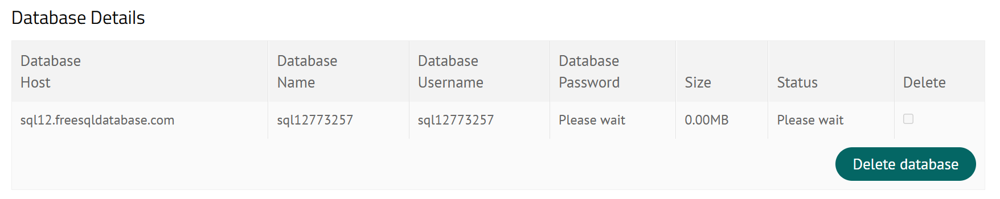 Database Details
Database Host
Database Name
Database Username
Database Password
Size
Status
Delete
sql12.freesqldatabase.com
sql12773257
sql12773257
Please wait
0.00MB
Please wait
Delete database